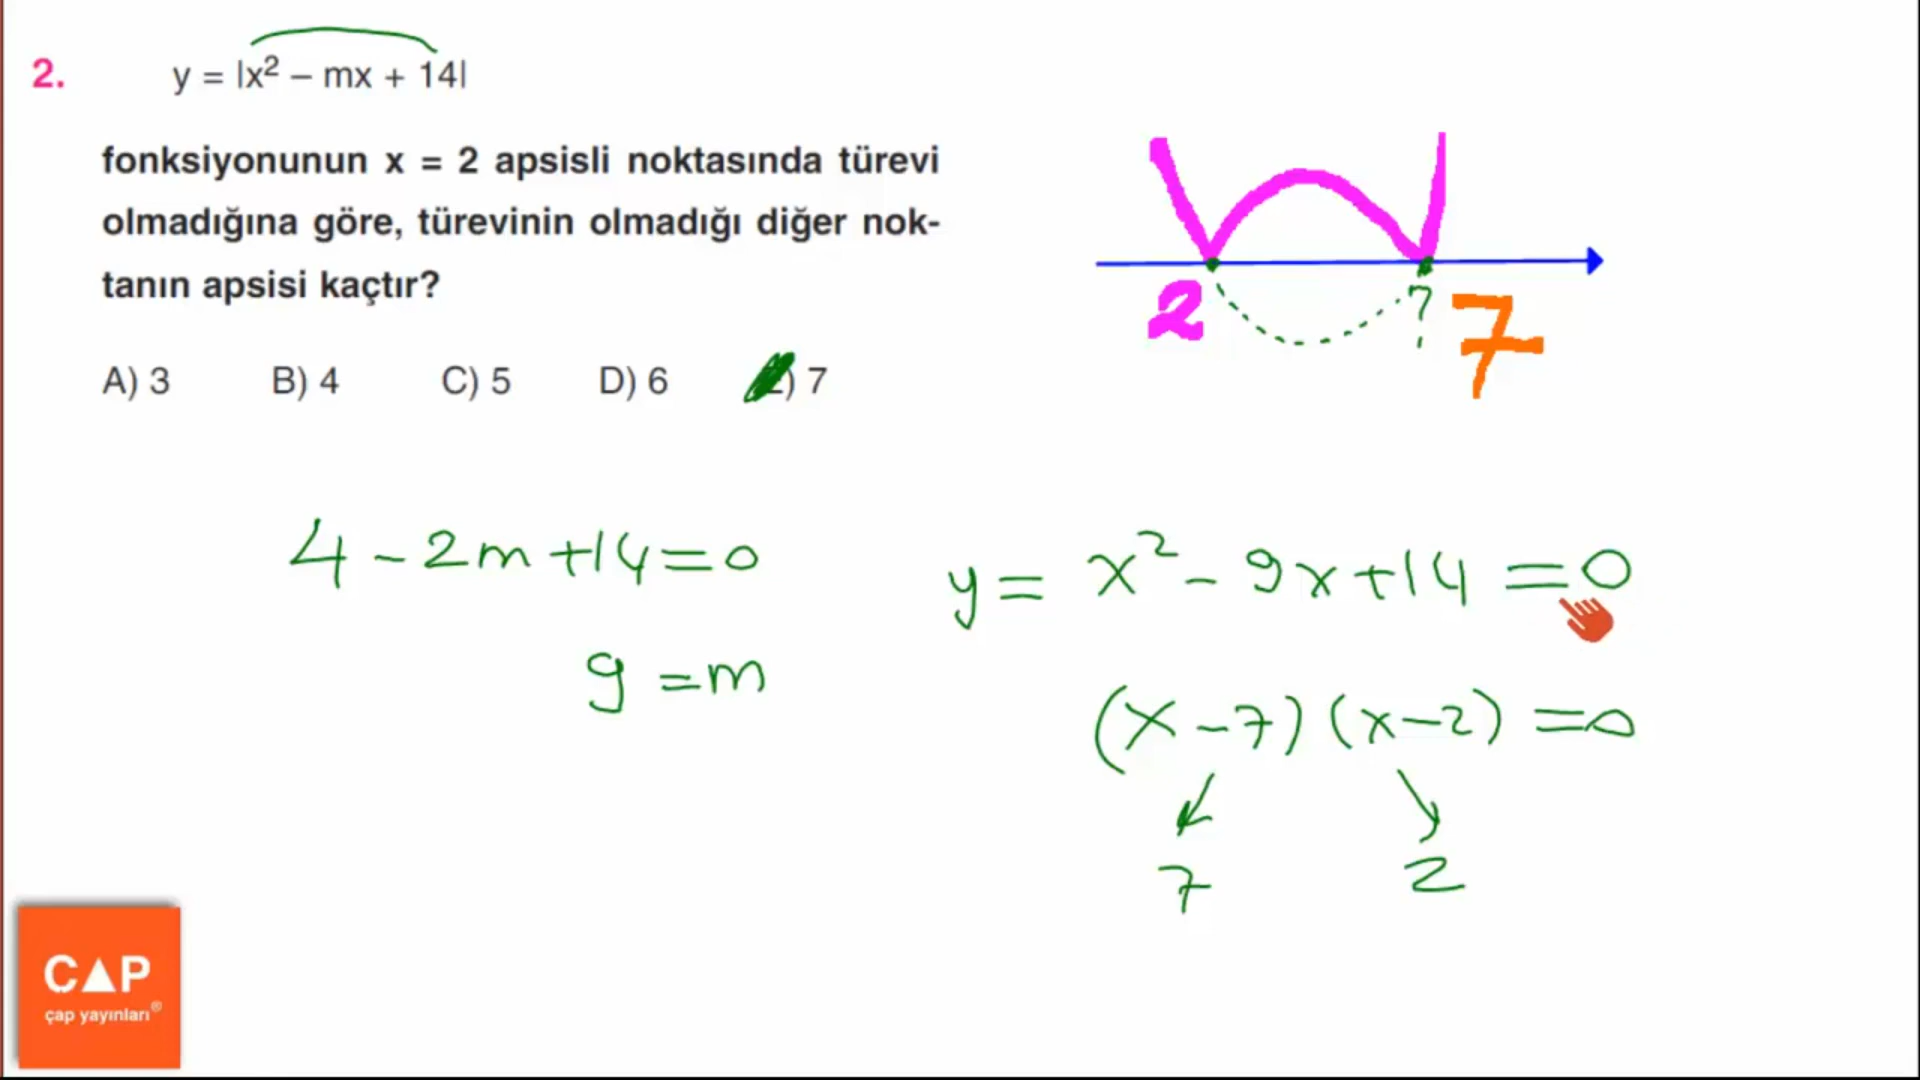 2. y = |x² – mx + 14|
fonksiyonunun x = 2 apsisli noktasında türevi
olmadığına göre, türevinin olmadığı diğer nok-
tanın apsisi kaçtır?
A) 3 B) 4 C) 5 D) 6 ) 7
2 ? 7
4 - 2m + 14 = 0
9 = m
y = x² - 9x + 14 = 0
(x - 7) (x - 2) = 0
7 2
ÇAP
çap yayınları®